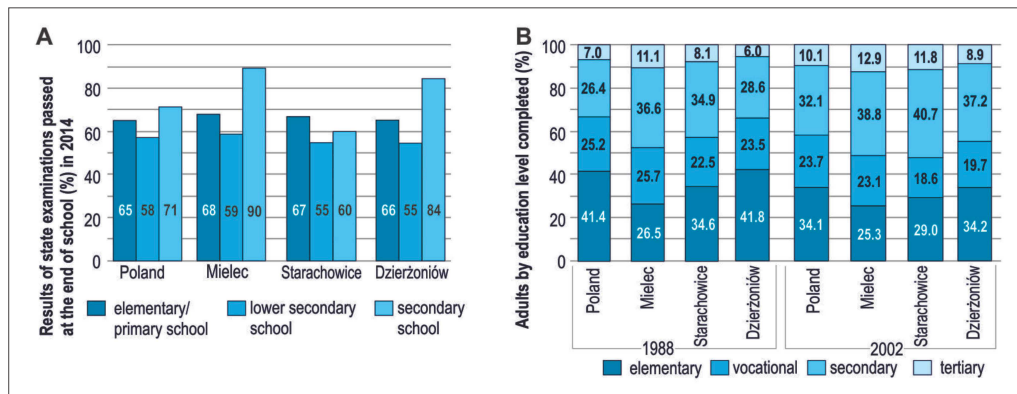 A
Results of state examinations passed
at the end of school (%) in 2014
100
80
60
40
20
0
65 58 71 68 59 90 67 55 60 66 55 84
Poland Mielec Starachowice Dzierżoniów
elementary/
primary school
lower secondary
school
secondary
school
B
Adults by education level completed (%)
100
80
60
40
20
0
7.0 11.1 8.1 6.0 10.1 12.9 11.8 8.9
26.4 36.6 34.9 28.6 32.1 38.8 40.7 37.2
25.2 25.7 22.5 23.5 23.7 23.1 18.6 19.7
41.4 26.5 34.6 41.8 34.1 25.3 29.0 34.2
Poland Mielec Starachowice Dzierżoniów Poland Mielec Starachowice Dzierżoniów
1988 2002
elementary vocational secondary tertiary